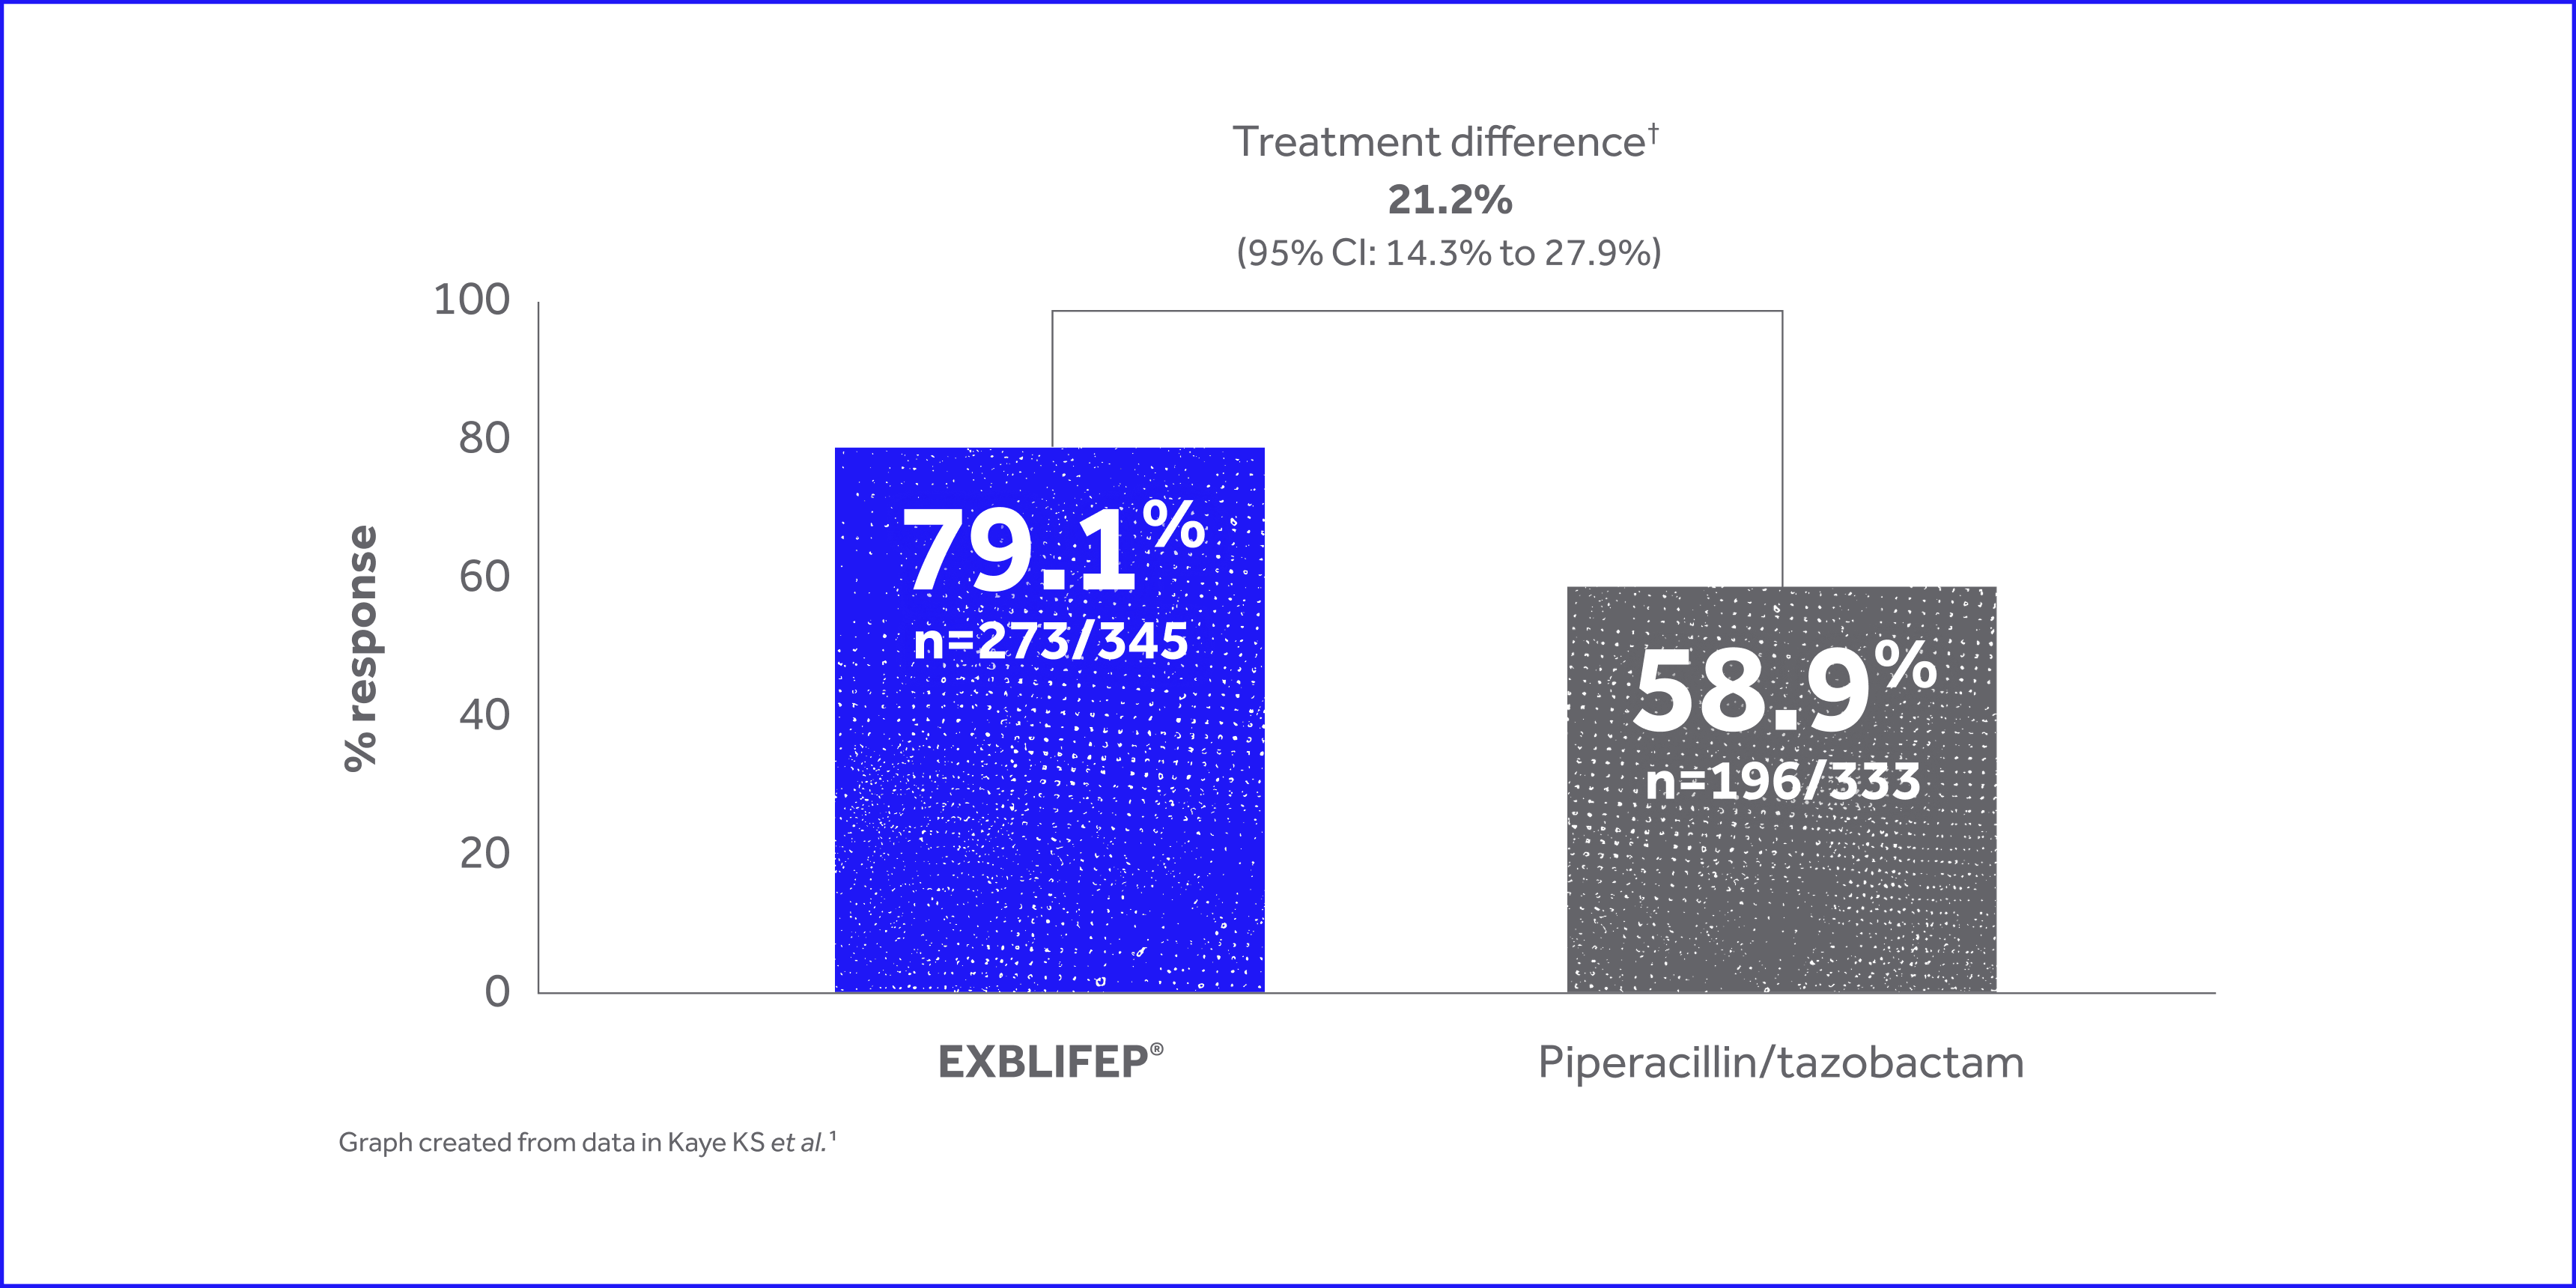 Treatment difference†
21.2%
(95% CI: 14.3% to 27.9%)
100
80
60
40
20
0
% response
79.1%
n=273/345
58.9%
n=196/333
EXBLIFEP®
Piperacillin/tazobactam
Graph created from data in Kaye KS et al.¹